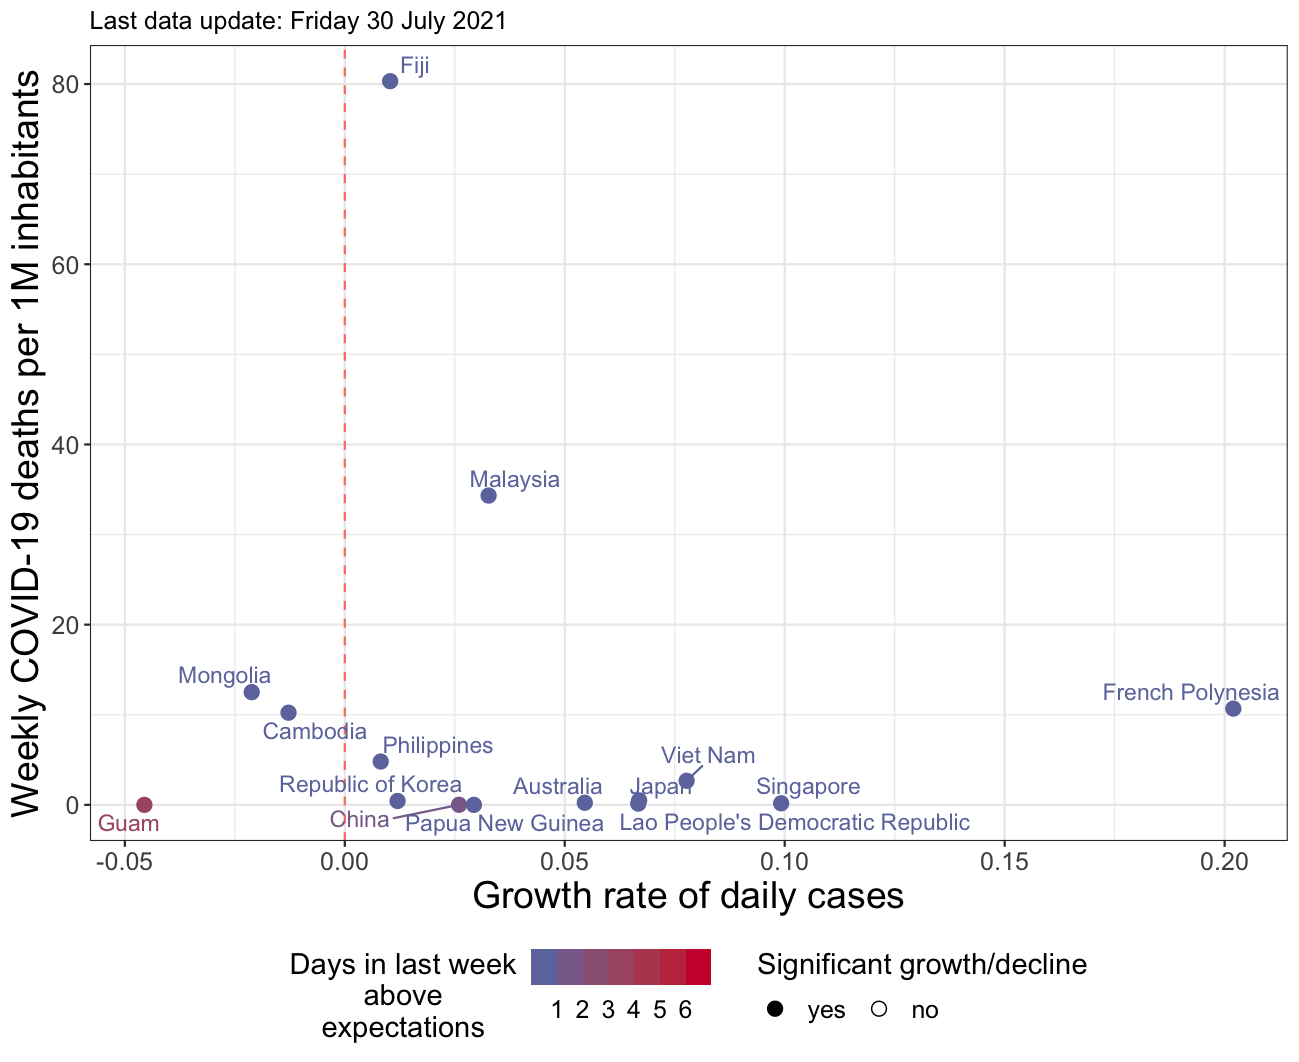 Last data update: Friday 30 July 2021
Weekly COVID-19 deaths per 1M inhabitants
80
60
40
20
0
Fiji
Malaysia
Mongolia
French Polynesia
Cambodia
Philippines
Viet Nam
Republic of Korea
Australia
Japan
Singapore
Guam
China
Papua New Guinea
Lao People's Democratic Republic
-0.05
0.00
0.05
0.10
0.15
0.20
Growth rate of daily cases
Days in last week
above
expectations
1 2 3 4 5 6
Significant growth/decline
yes no